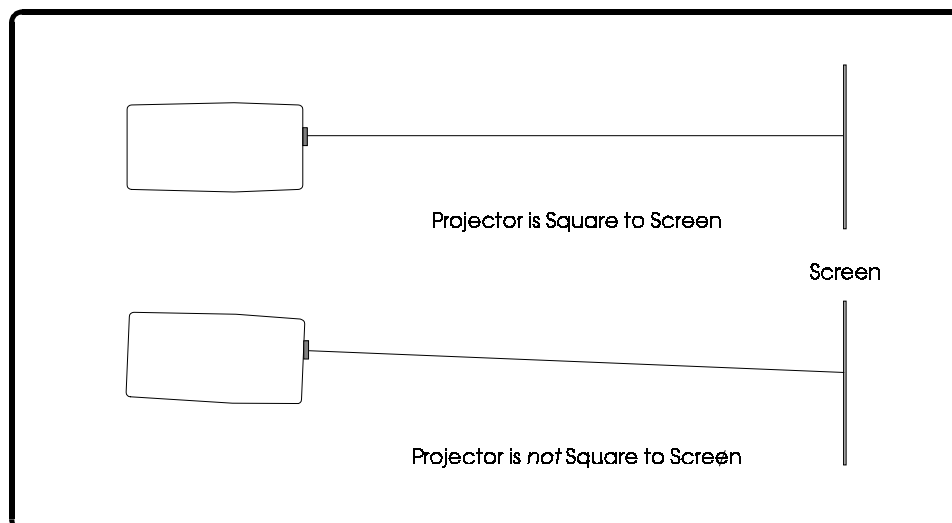 Projector is Square to Screen
Screen
Projector is not Square to Screen